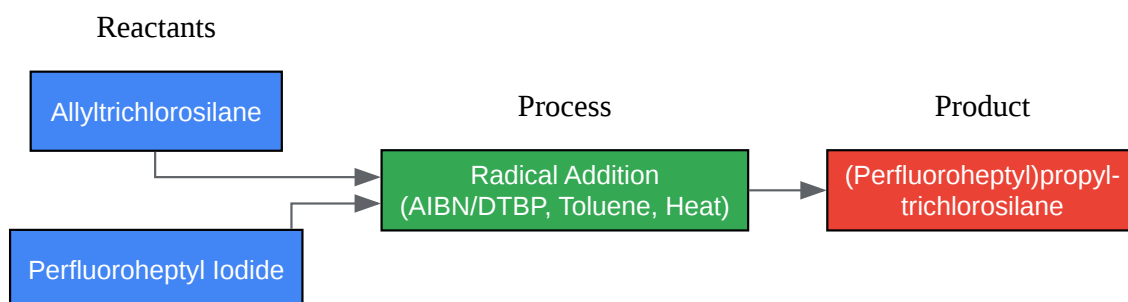 Reactants
Allyltrichlorosilane
Process
Product
Radical Addition
(AIBN/DTBP, Toluene, Heat)
(Perfluoroheptyl)propyl-
trichlorosilane
Perfluoroheptyl Iodide